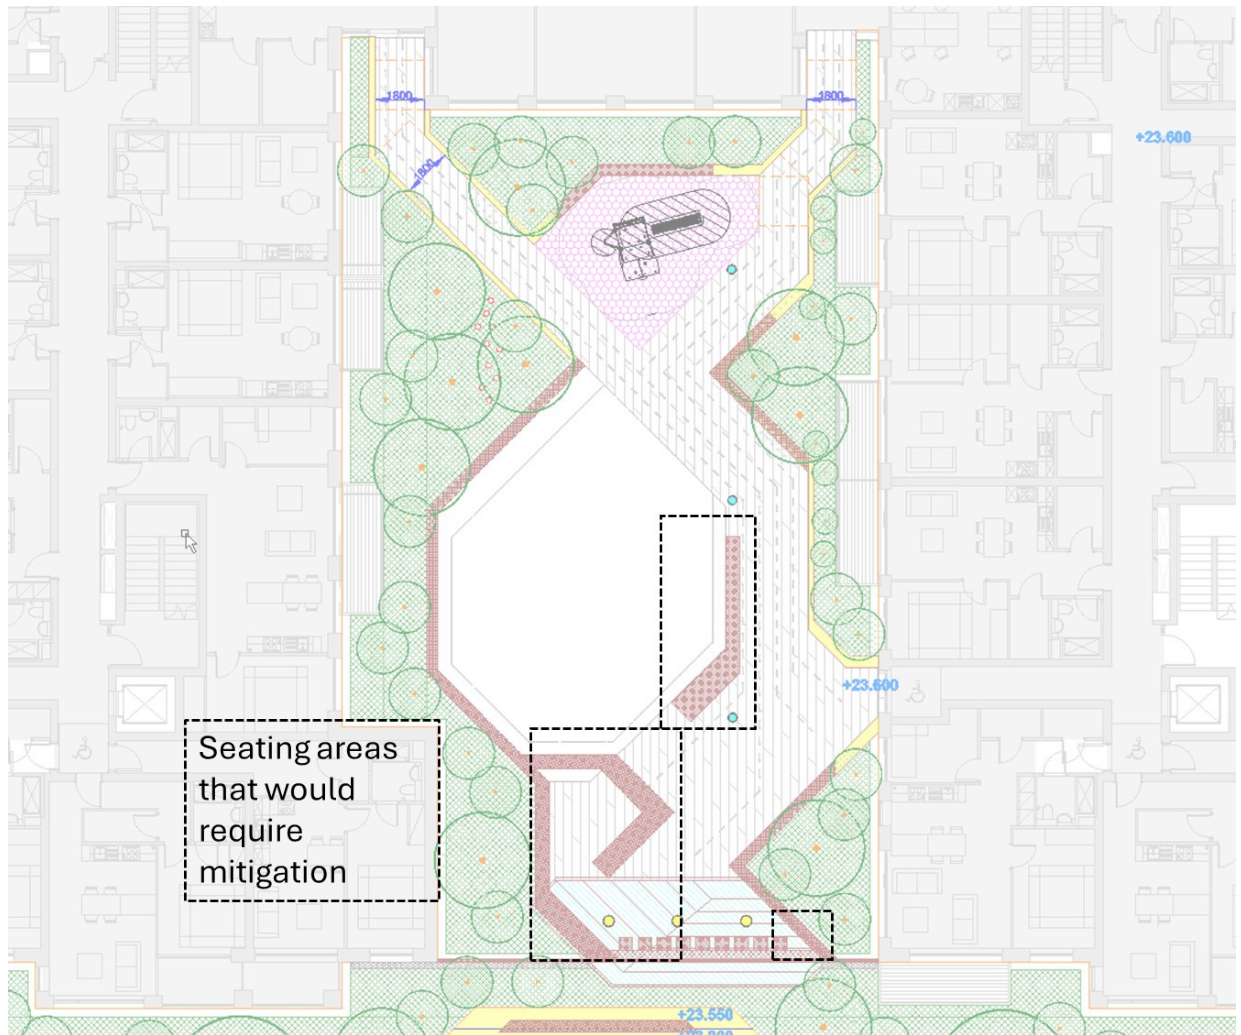 1800
1800
+23.600
1800
+23.600
Seating areas
that would
require
mitigation
+23.550